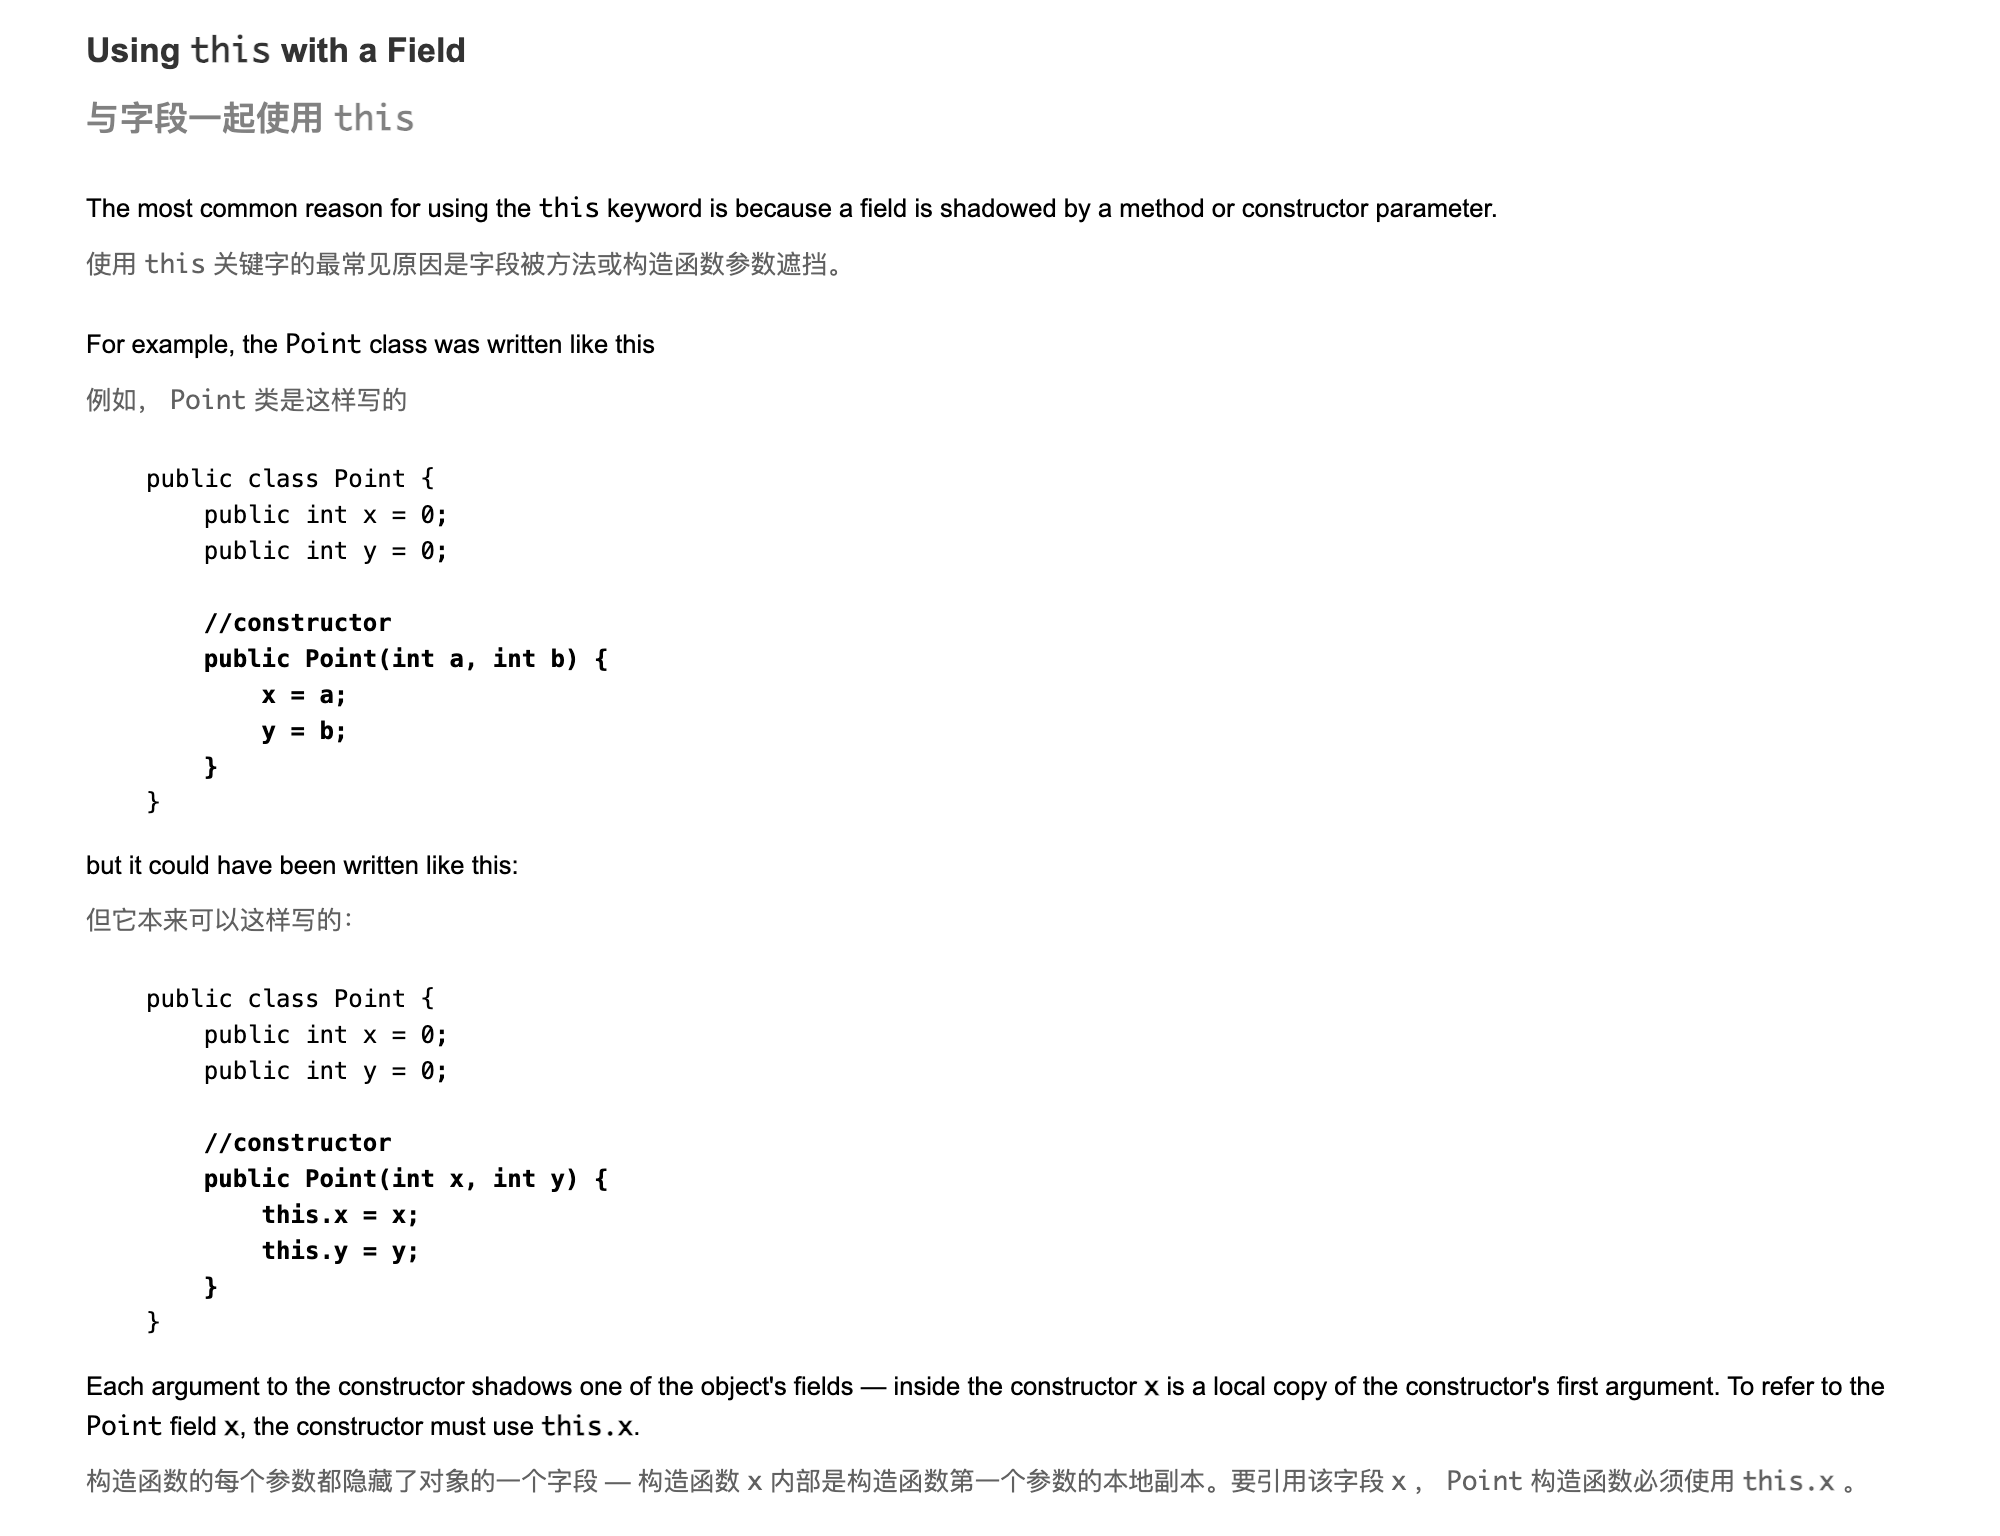 Using this with a Field
与字段一起使用 this
The most common reason for using the this keyword is because a field is shadowed by a method or constructor parameter.
使用 this 关键字的最常见原因是字段被方法或构造函数参数遮挡。
For example, the Point class was written like this
例如， Point 类是这样写的
public class Point {
    public int x = 0;
    public int y = 0;
    //constructor
    public Point(int a, int b) {
        x = a;
        y = b;
    }
}
but it could have been written like this:
但它本来可以这样写的：
public class Point {
    public int x = 0;
    public int y = 0;
    //constructor
    public Point(int x, int y) {
        this.x = x;
        this.y = y;
    }
}
Each argument to the constructor shadows one of the object's fields — inside the constructor x is a local copy of the constructor's first argument. To refer to the
Point field x, the constructor must use this.x.
构造函数的每个参数都隐藏了对象的一个字段 — 构造函数 x 内部是构造函数第一个参数的本地副本。要引用该字段 x ， Point 构造函数必须使用 this.x 。